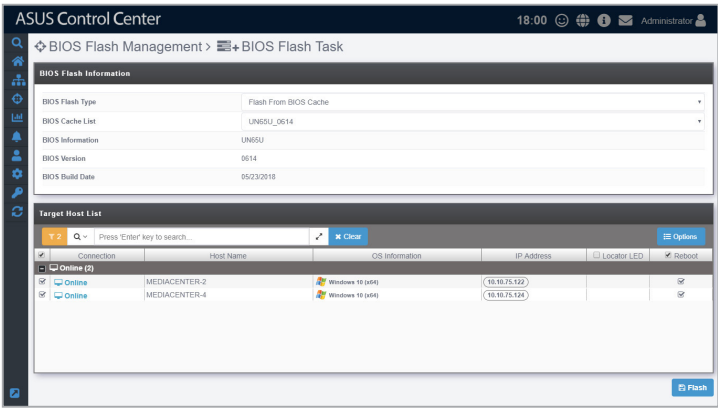 ASUS Control Center
18:00
Administrator
BIOS Flash Management > BIOS Flash Task
BIOS Flash Information
BIOS Flash Type Flash From BIOS Cache
BIOS Cache List UN65U_0614
BIOS Information UN65U
BIOS Version 0614
BIOS Build Date 05/23/2018
Target Host List
2 Press 'Enter' key to search... Clear Options
Connection Host Name OS Information IP Address Locator LED Reboot
Online (2)
Online MEDIACENTER-2 Windows 10 (x64) 10.10.75.122
Online MEDIACENTER-4 Windows 10 (x64) 10.10.75.124
Flash